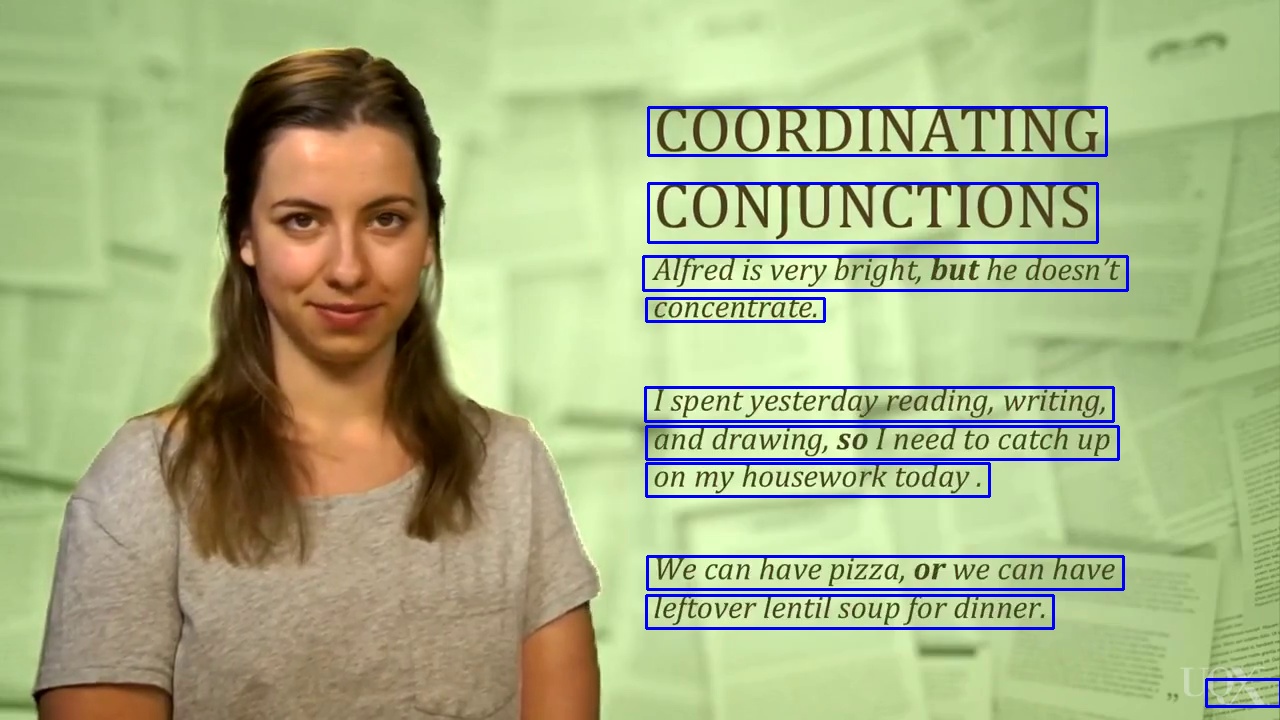 COORDINATING
CONJUNCTIONS
Alfred is very bright, but he doesn't
concentrate.
I spent yesterday reading, writing,
and drawing, so I need to catch up
on my housework today .
We can have pizza, or we can have
leftover lentil soup for dinner.
UQX